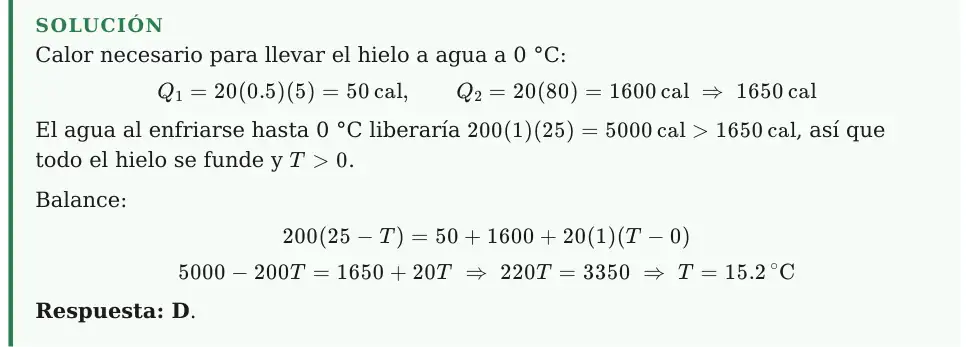 SOLUCIÓN
Calor necesario para llevar el hielo a agua a 0 °C:
Q₁ = 20(0.5)(5) = 50 cal, Q₂ = 20(80) = 1600 cal ⇒ 1650 cal
El agua al enfriarse hasta 0 °C liberaría 200(1)(25) = 5000 cal > 1650 cal, así que
todo el hielo se funde y T > 0.
Balance:
200(25 − T) = 50 + 1600 + 20(1)(T − 0)
5000 − 200T = 1650 + 20T ⇒ 220T = 3350 ⇒ T = 15.2 °C
Respuesta: D.